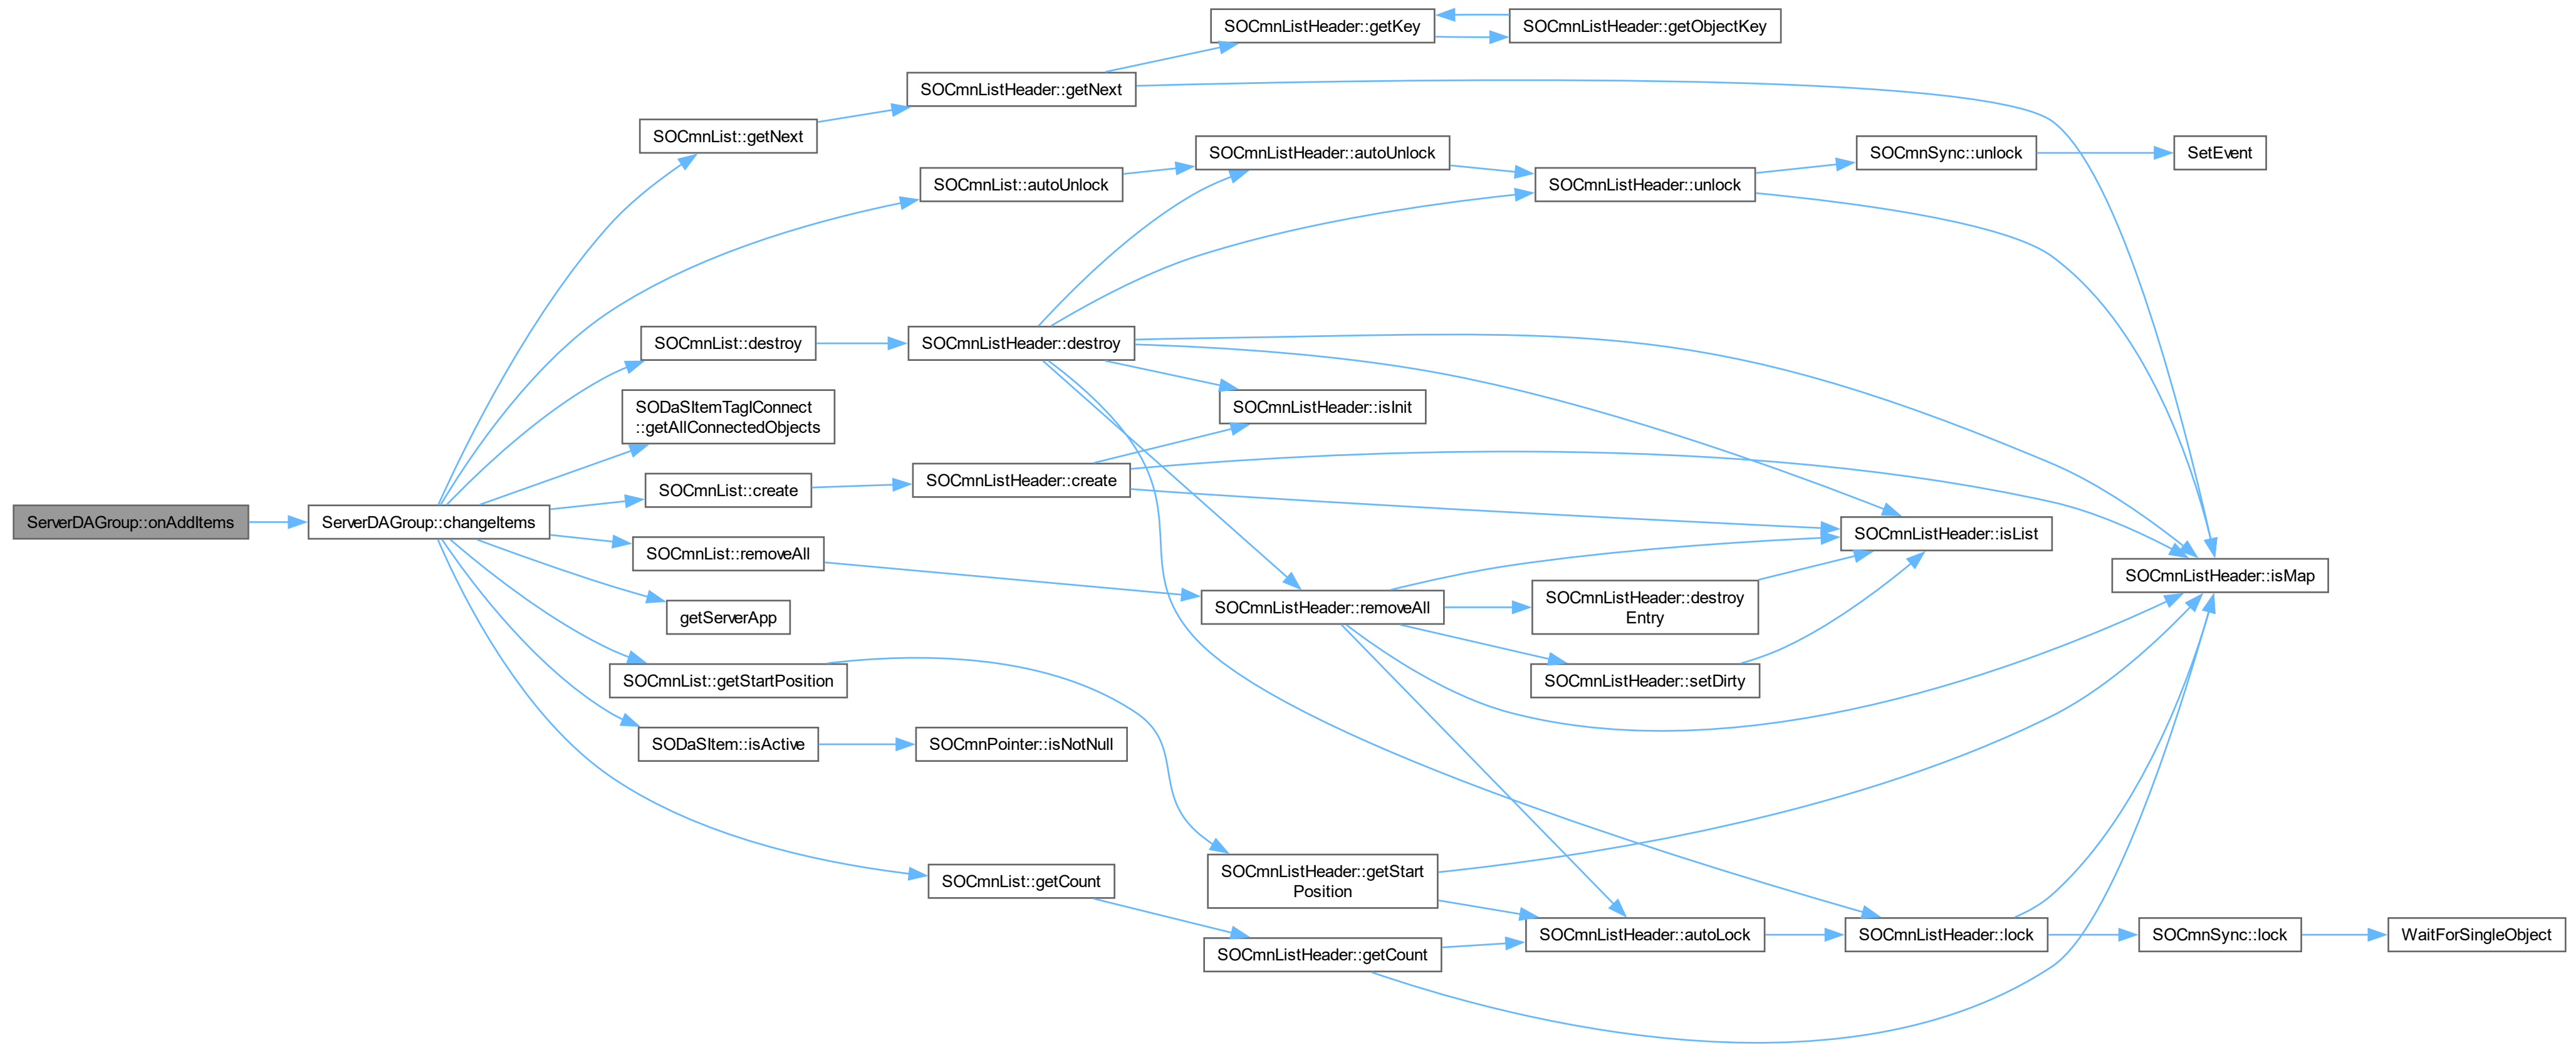 SOCmnListHeader::getKey
SOCmnListHeader::getObjectKey
SOCmnListHeader::getNext
SOCmnList::getNext
SOCmnListHeader::autoUnlock
SOCmnSync::unlock
SetEvent
SOCmnList::autoUnlock
SOCmnListHeader::unlock
SOCmnList::destroy
SOCmnListHeader::destroy
SODaSItemTagIConnect
::getAllConnectedObjects
SOCmnListHeader::isInit
SOCmnList::create
SOCmnListHeader::create
ServerDAGroup::onAddItems
ServerDAGroup::changeItems
SOCmnListHeader::isList
SOCmnList::removeAll
SOCmnListHeader::isMap
SOCmnListHeader::removeAll
SOCmnListHeader::destroy
Entry
getServerApp
SOCmnList::getStartPosition
SOCmnListHeader::setDirty
SODaSItem::isActive
SOCmnPointer::isNotNull
SOCmnList::getCount
SOCmnListHeader::getStart
Position
SOCmnListHeader::autoLock
SOCmnListHeader::lock
SOCmnSync::lock
WaitForSingleObject
SOCmnListHeader::getCount